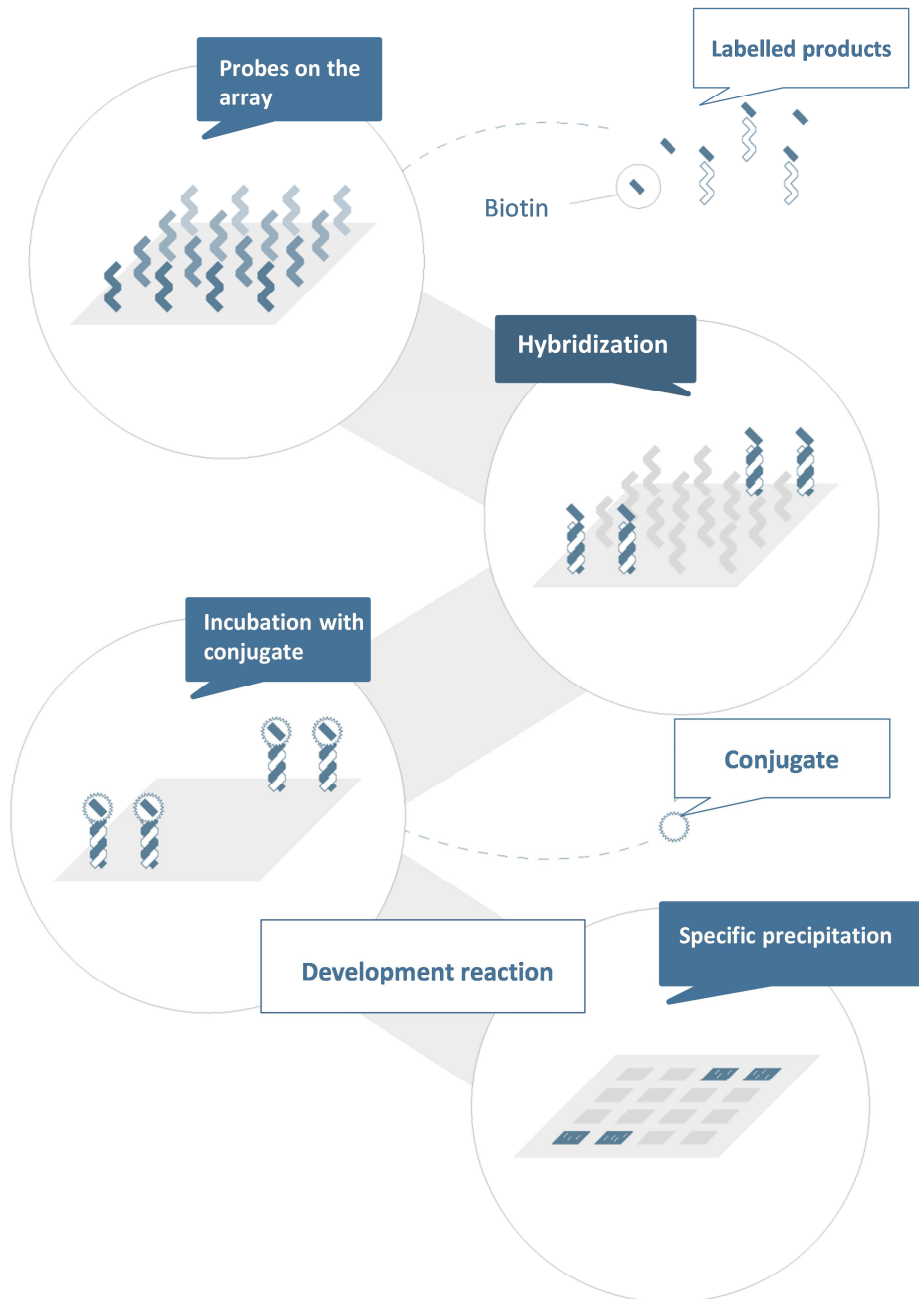 Labelled products
Probes on the
array
Biotin
Hybridization
Incubation with
conjugate
Conjugate
Specific precipitation
Development reaction